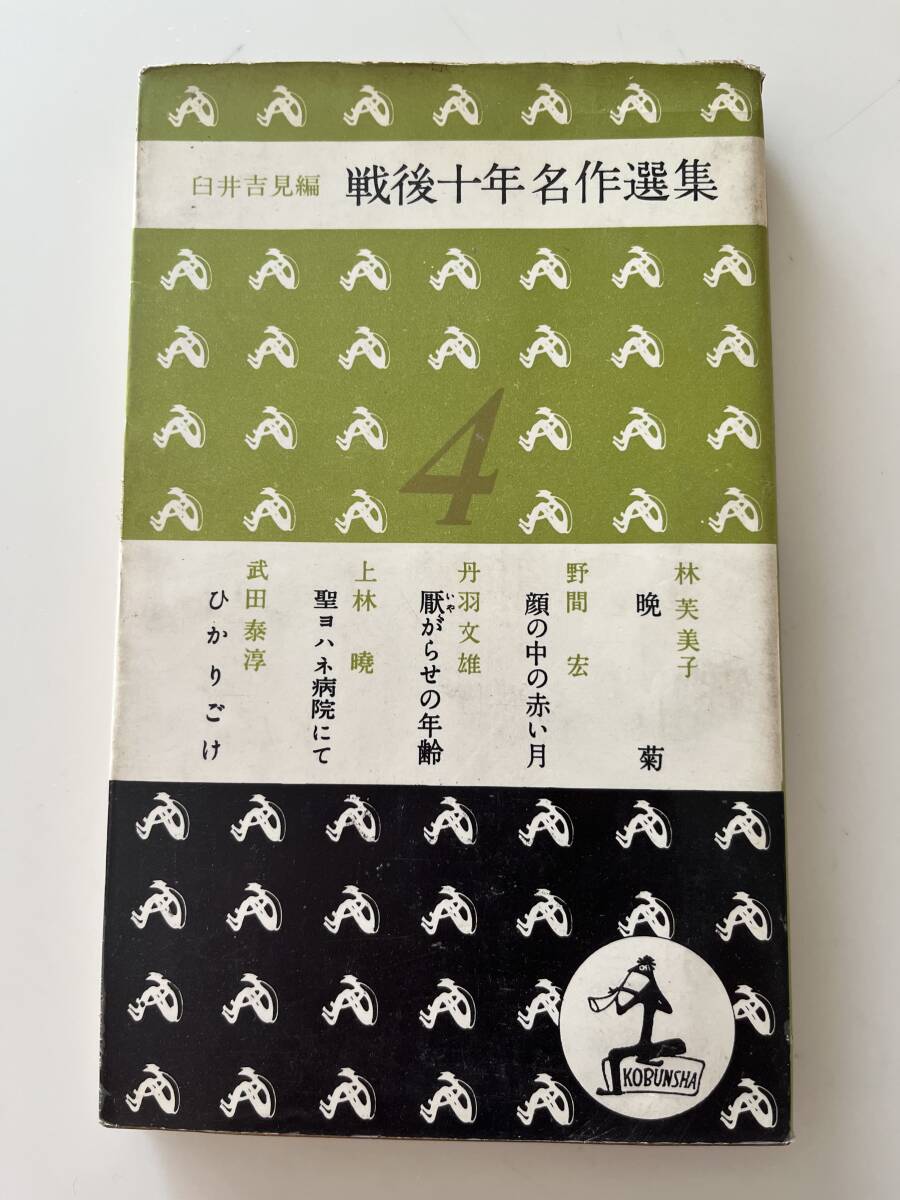 臼井吉見編 戦後十年名作選集
4
林芙美子
晩菊
野間宏
顔の中の赤い月
丹羽文雄
厭がらせの年齢
いや
上林曉
聖ヨハネ病院にて
武田泰淳
ひかりごけ
KOBUNSHA